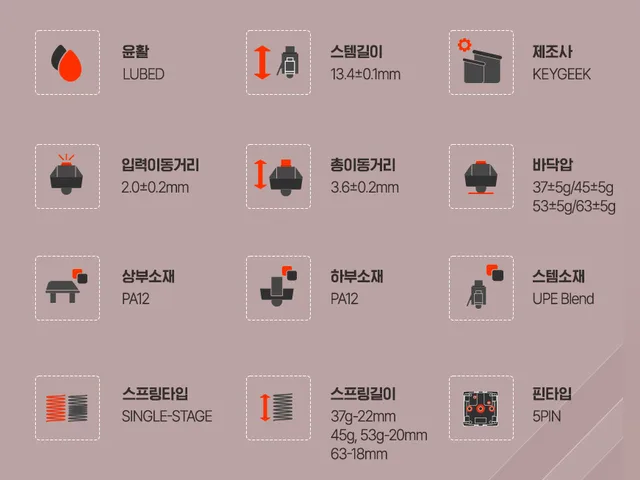 윤활
LUBED
스템길이
13.4±0.1mm
제조사
KEYGEEK
입력이동거리
2.0±0.2mm
총이동거리
3.6±0.2mm
바닥압
37±5g/45±5g
53±5g/63±5g
상부소재
PA12
하부소재
PA12
스템소재
UPE Blend
스프링타입
SINGLE-STAGE
스프링길이
37g-22mm
45g, 53g-20mm
63-18mm
핀타입
5PIN